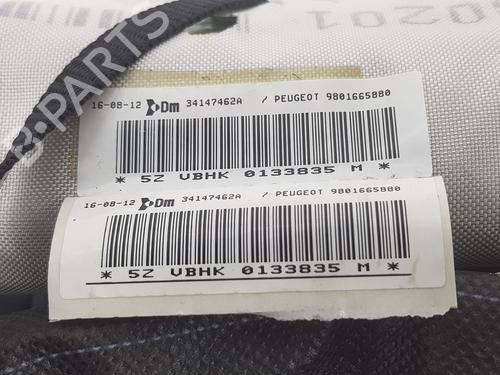 00201
16-08-12 Dm 34147462A / PEUGEOT 9801665880
* 5Z VBHK 0133835 M *
16-08-12 Dm 34147462A / PEUGEOT 9801665880
* 5Z VBHK 0133835 M *
B-PARTS